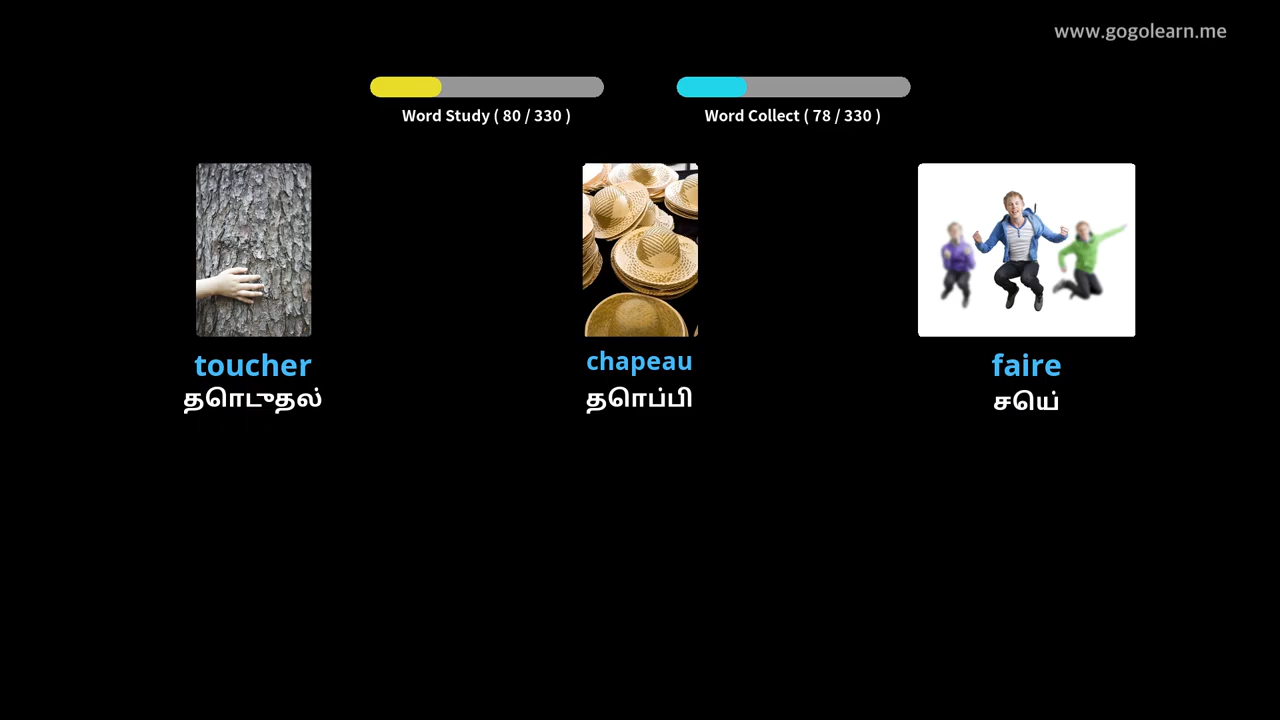 www.gogolearn.me
Word Study ( 80 / 330 )
Word Collect ( 78 / 330 )
toucher
தொடுதல்
chapeau
தொப்பி
faire
செய்